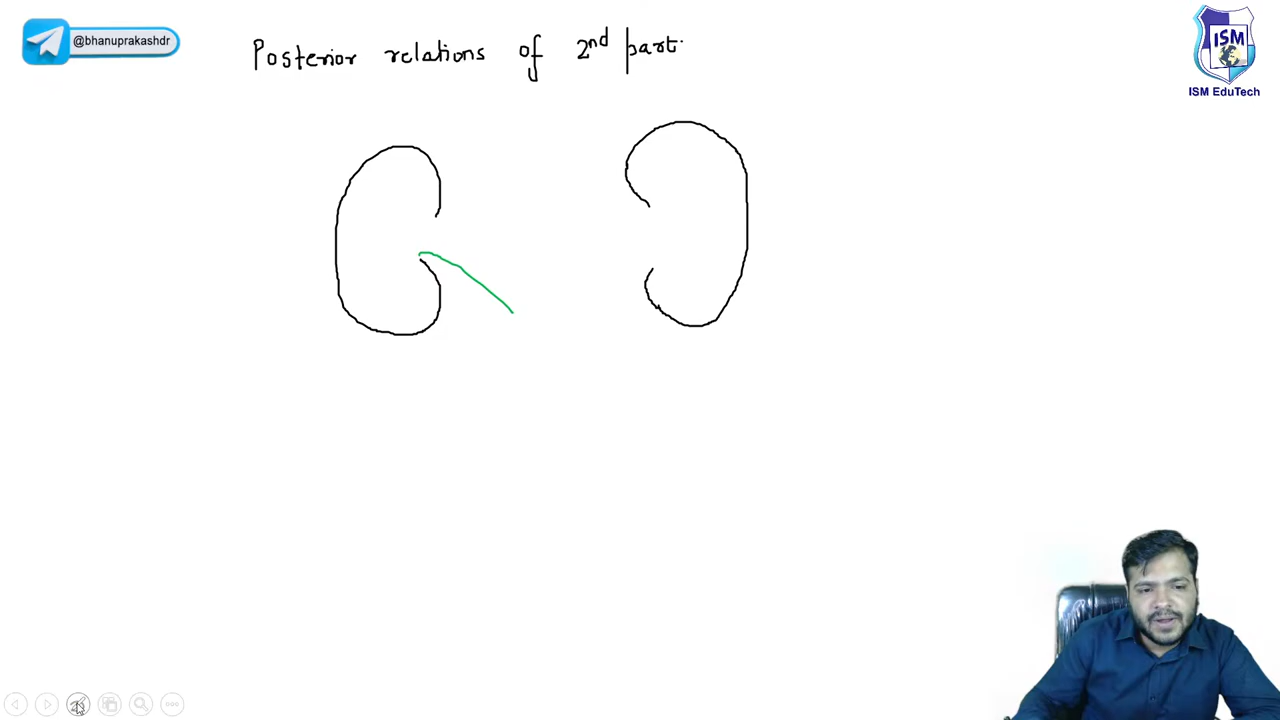 @bhanuprakashdr
Posterior relations of 2nd part
ISM
ISM EduTech